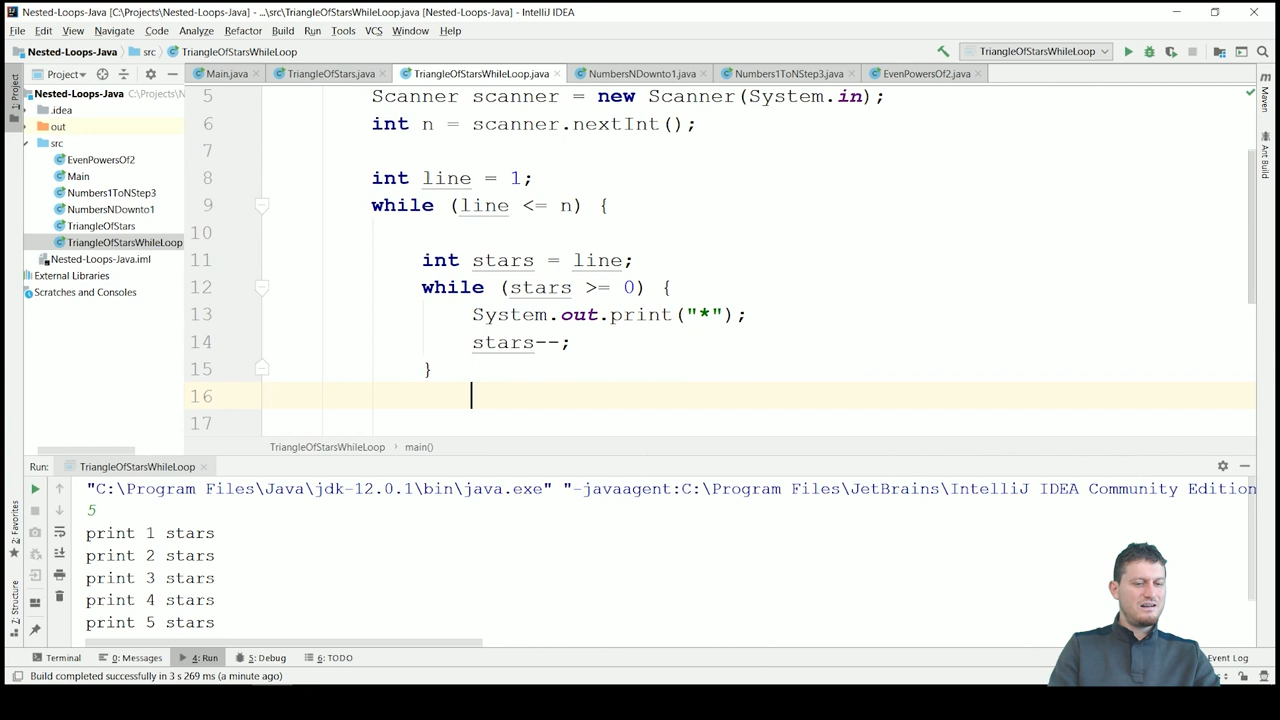 Nested-Loops-Java [C:\Projects\Nested-Loops-Java] - ...\src\TriangleOfStarsWhileLoop.java [Nested-Loops-Java] - IntelliJ IDEA
File Edit View Navigate Code Analyze Refactor Build Run Tools VCS Window Help
Nested-Loops-Java src TriangleOfStarsWhileLoop
TriangleOfStarsWhileLoop
Project
Main.java TriangleOfStars.java TriangleOfStarsWhileLoop.java NumbersNDownto1.java Numbers1ToNStep3.java EvenPowersOf2.java
1: Project
Nested-Loops-Java C:\Projects\N
.idea
out
src
EvenPowersOf2
Main
Numbers1ToNStep3
NumbersNDownto1
TriangleOfStars
TriangleOfStarsWhileLoop
Nested-Loops-Java.iml
External Libraries
Scratches and Consoles
5 Scanner scanner = new Scanner(System.in);
6 int n = scanner.nextInt();
7
8 int line = 1;
9 while (line <= n) {
10
11 int stars = line;
12 while (stars >= 0) {
13 System.out.print("*");
14 stars--;
15 }
16
17
TriangleOfStarsWhileLoop › main()
Maven
Ant Build
Run: TriangleOfStarsWhileLoop
"C:\Program Files\Java\jdk-12.0.1\bin\java.exe" "-javaagent:C:\Program Files\JetBrains\IntelliJ IDEA Community Edition
5
print 1 stars
print 2 stars
print 3 stars
print 4 stars
print 5 stars
2: Favorites
Z: Structure
Terminal 0: Messages 4: Run 5: Debug 6: TODO Event Log
Build completed successfully in 3 s 269 ms (a minute ago)